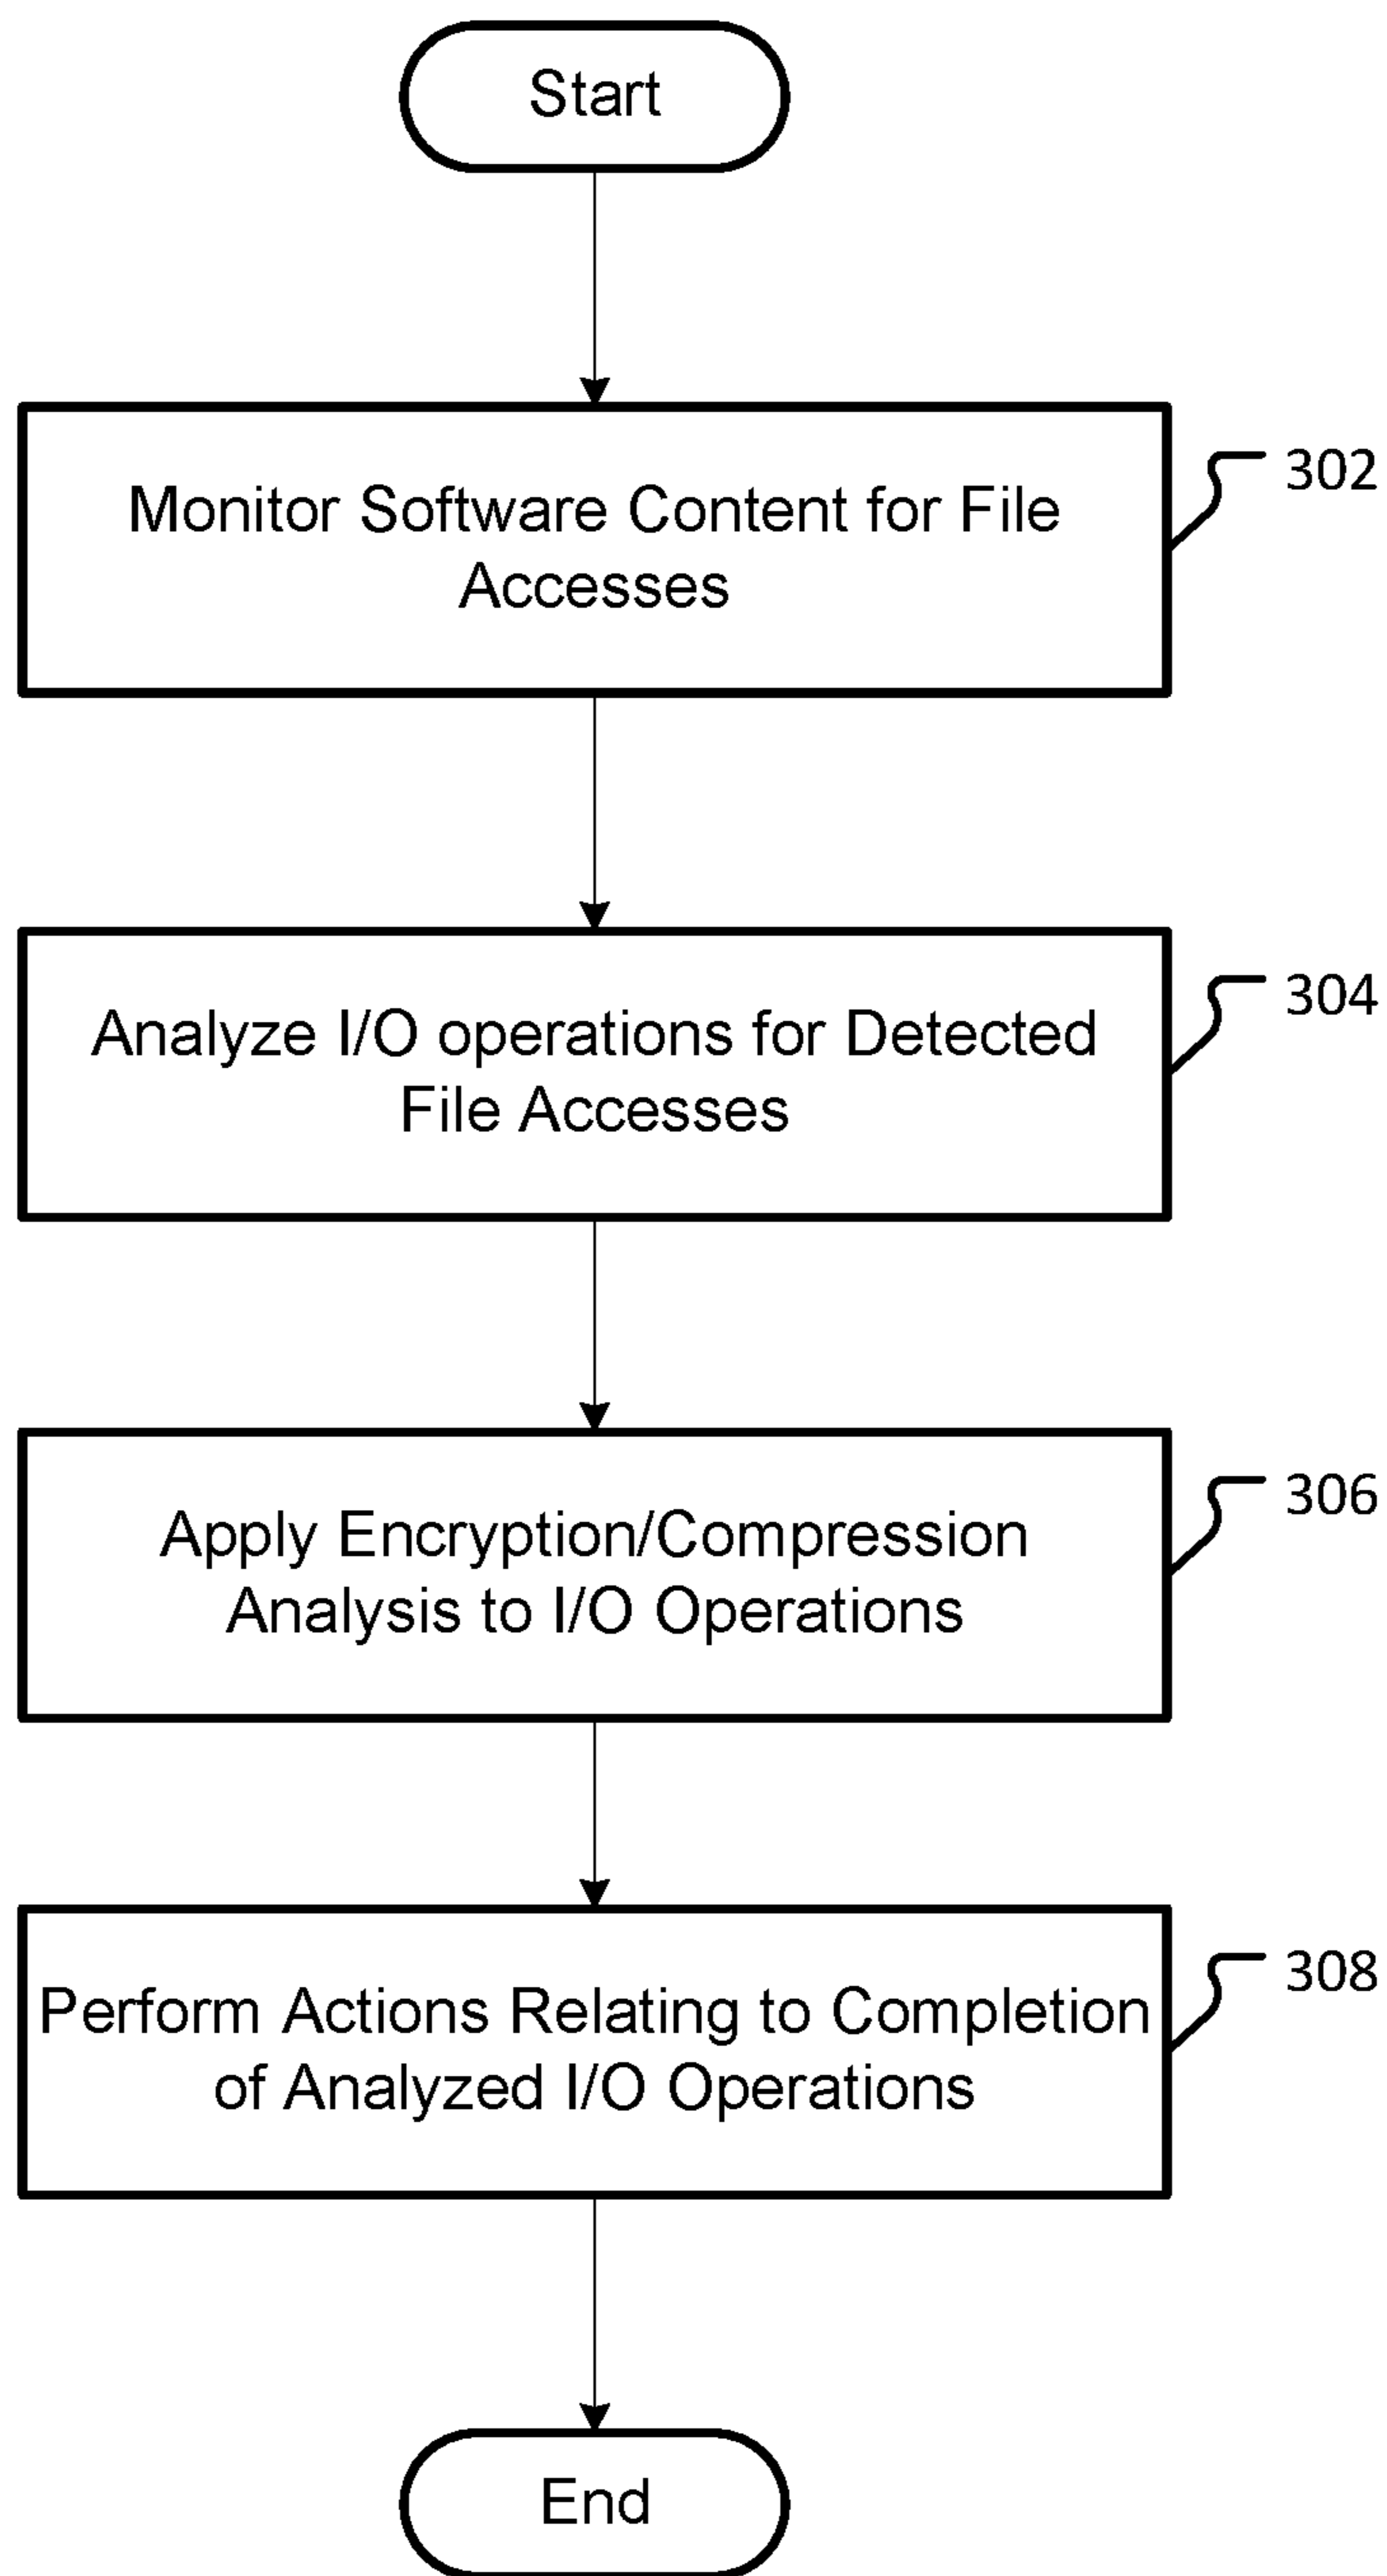 Start
Monitor Software Content for File
Accesses
302
Analyze I/O operations for Detected
File Accesses
304
Apply Encryption/Compression
Analysis to I/O Operations
306
Perform Actions Relating to Completion
of Analyzed I/O Operations
308
End